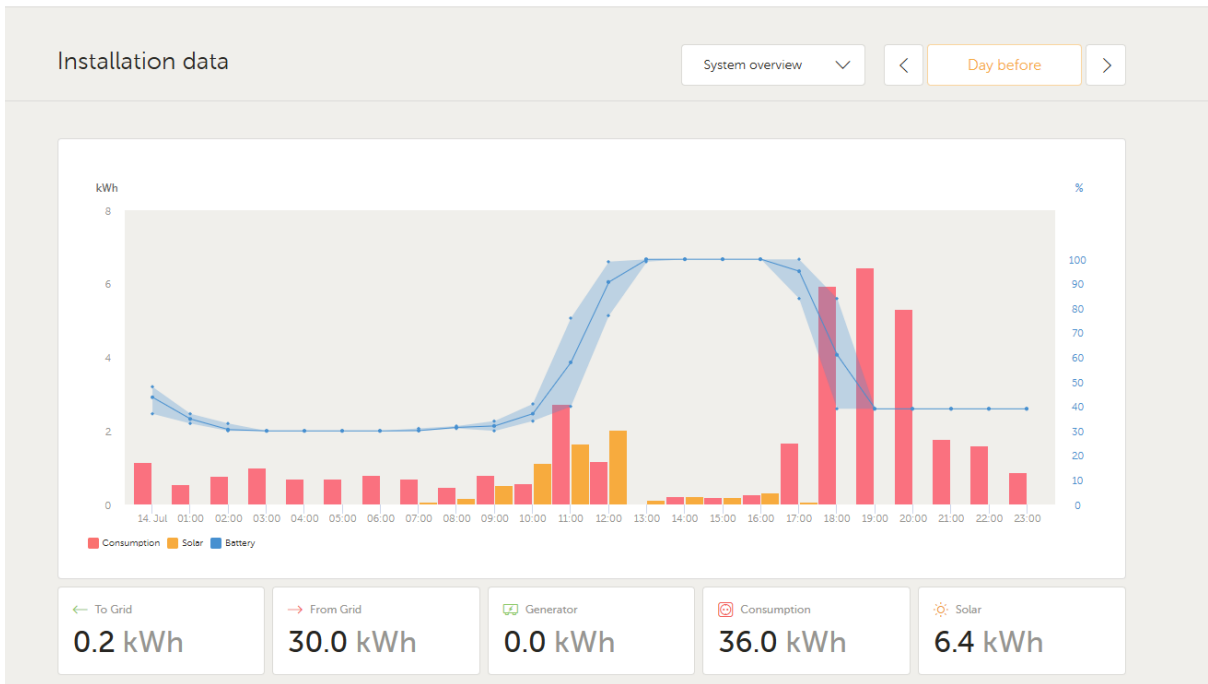 Installation data
System overview
Day before
kWh
%
8
6
4
2
0
100
90
80
70
60
50
40
30
20
10
0
14. Jul 01:00 02:00 03:00 04:00 05:00 06:00 07:00 08:00 09:00 10:00 11:00 12:00 13:00 14:00 15:00 16:00 17:00 18:00 19:00 20:00 21:00 22:00 23:00
Consumption Solar Battery
To Grid
0.2 kWh
From Grid
30.0 kWh
Generator
0.0 kWh
Consumption
36.0 kWh
Solar
6.4 kWh